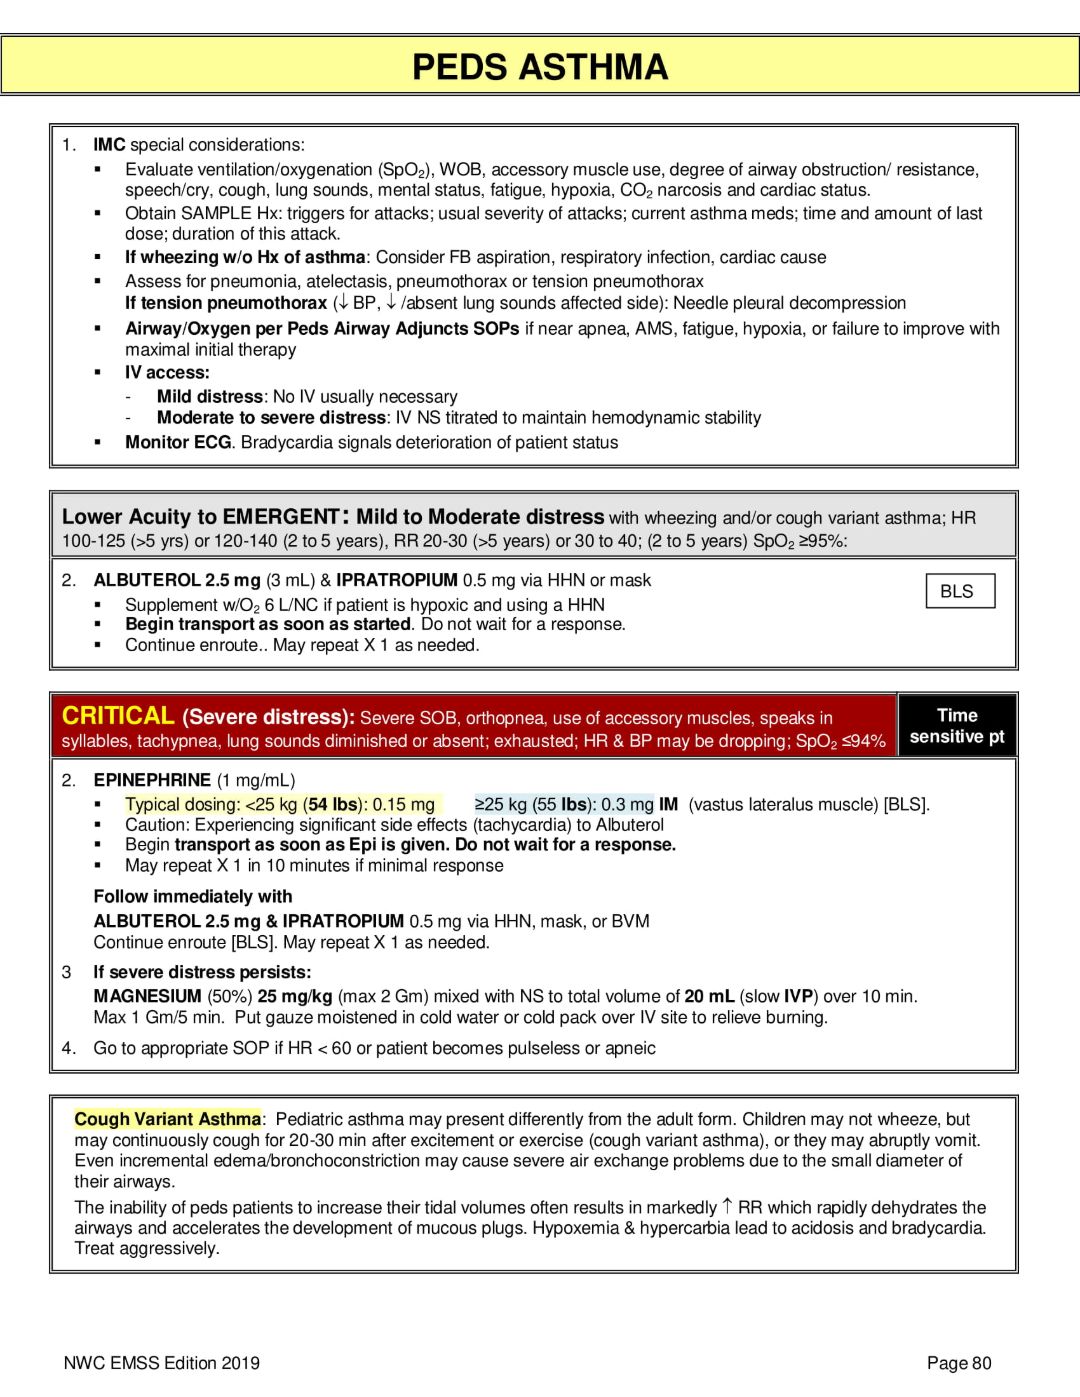 PEDS ASTHMA
1. IMC special considerations:
▪ Evaluate ventilation/oxygenation (SpO2), WOB, accessory muscle use, degree of airway obstruction/ resistance,
speech/cry, cough, lung sounds, mental status, fatigue, hypoxia, CO2 narcosis and cardiac status.
▪ Obtain SAMPLE Hx: triggers for attacks; usual severity of attacks; current asthma meds; time and amount of last
dose; duration of this attack.
▪ If wheezing w/o Hx of asthma: Consider FB aspiration, respiratory infection, cardiac cause
▪ Assess for pneumonia, atelectasis, pneumothorax or tension pneumothorax
If tension pneumothorax (↓ BP, ↓ /absent lung sounds affected side): Needle pleural decompression
▪ Airway/Oxygen per Peds Airway Adjuncts SOPs if near apnea, AMS, fatigue, hypoxia, or failure to improve with
maximal initial therapy
▪ IV access:
- Mild distress: No IV usually necessary
- Moderate to severe distress: IV NS titrated to maintain hemodynamic stability
▪ Monitor ECG. Bradycardia signals deterioration of patient status
Lower Acuity to EMERGENT: Mild to Moderate distress with wheezing and/or cough variant asthma; HR
100-125 (>5 yrs) or 120-140 (2 to 5 years), RR 20-30 (>5 years) or 30 to 40; (2 to 5 years) SpO2 ≥95%:
2. ALBUTEROL 2.5 mg (3 mL) & IPRATROPIUM 0.5 mg via HHN or mask
BLS
▪ Supplement w/O2 6 L/NC if patient is hypoxic and using a HHN
▪ Begin transport as soon as started. Do not wait for a response.
▪ Continue enroute.. May repeat X 1 as needed.
CRITICAL (Severe distress): Severe SOB, orthopnea, use of accessory muscles, speaks in
syllables, tachypnea, lung sounds diminished or absent; exhausted; HR & BP may be dropping; SpO2 ≤94%
Time
sensitive pt
2. EPINEPHRINE (1 mg/mL)
▪ Typical dosing: <25 kg (54 lbs): 0.15 mg ≥25 kg (55 lbs): 0.3 mg IM (vastus lateralus muscle) [BLS].
▪ Caution: Experiencing significant side effects (tachycardia) to Albuterol
▪ Begin transport as soon as Epi is given. Do not wait for a response.
▪ May repeat X 1 in 10 minutes if minimal response
Follow immediately with
ALBUTEROL 2.5 mg & IPRATROPIUM 0.5 mg via HHN, mask, or BVM
Continue enroute [BLS]. May repeat X 1 as needed.
3 If severe distress persists:
MAGNESIUM (50%) 25 mg/kg (max 2 Gm) mixed with NS to total volume of 20 mL (slow IVP) over 10 min.
Max 1 Gm/5 min. Put gauze moistened in cold water or cold pack over IV site to relieve burning.
4. Go to appropriate SOP if HR < 60 or patient becomes pulseless or apneic
Cough Variant Asthma: Pediatric asthma may present differently from the adult form. Children may not wheeze, but
may continuously cough for 20-30 min after excitement or exercise (cough variant asthma), or they may abruptly vomit.
Even incremental edema/bronchoconstriction may cause severe air exchange problems due to the small diameter of
their airways.
The inability of peds patients to increase their tidal volumes often results in markedly ↑ RR which rapidly dehydrates the
airways and accelerates the development of mucous plugs. Hypoxemia & hypercarbia lead to acidosis and bradycardia.
Treat aggressively.
NWC EMSS Edition 2019
Page 80